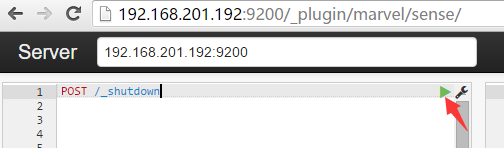 192.168.201.192:9200/_plugin/marvel/sense/
Server 192.168.201.192:9200
1 POST /_shutdown
2
3
4
5